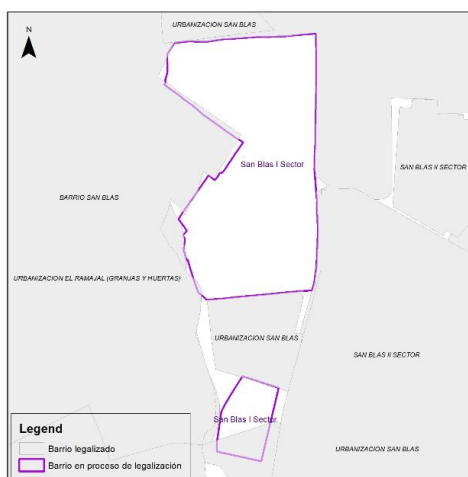 URBANIZACION SAN BLAS
N
San Blas I Sector
SAN BLAS II SECTOR
BARRIO SAN BLAS
URBANIZACION EL RAMAJAL (GRANJAS Y HUERTAS)
URBANIZACION SAN BLAS
SAN BLAS II SECTOR
San Blas I Sector
Legend
Barrio legalizado
Barrio en proceso de legalización
URBANIZACION SAN BLAS